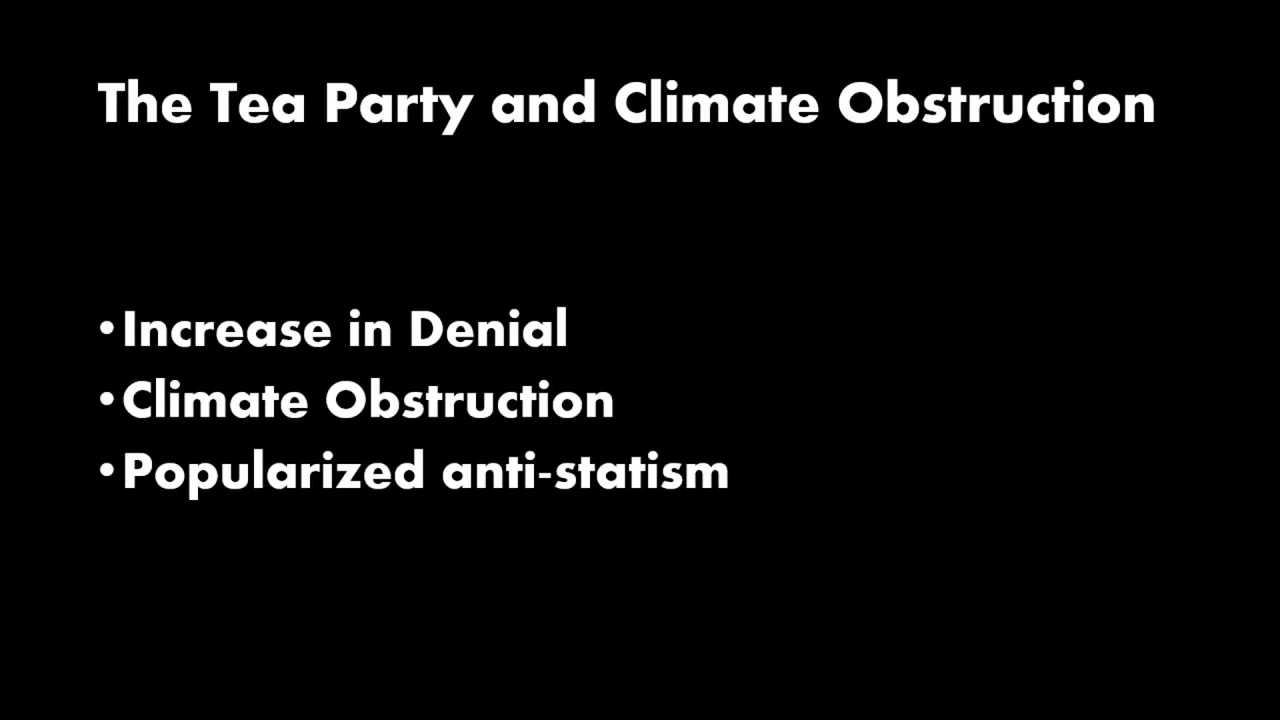 The Tea Party and Climate Obstruction
•Increase in Denial
•Climate Obstruction
•Popularized anti-statism